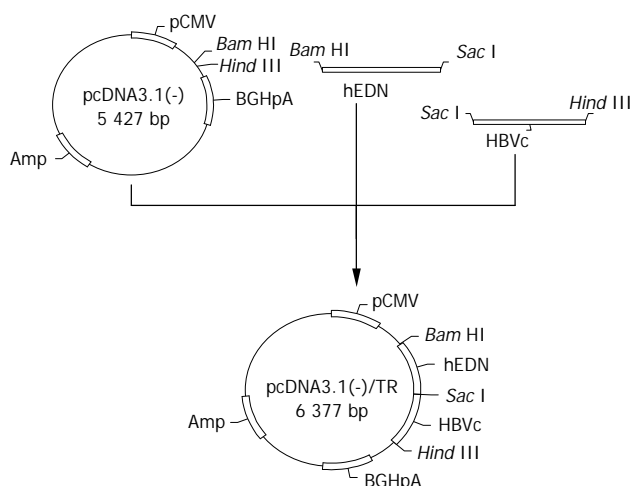 pCMV
Bam HI
Hind III
pcDNA3.1(-)
5 427 bp
BGHpA
Amp
Bam HI
Sac I
hEDN
Sac I
Hind III
HBVc
pCMV
Bam HI
hEDN
pcDNA3.1(-)/TR
6 377 bp
Sac I
HBVc
Amp
Hind III
BGHpA